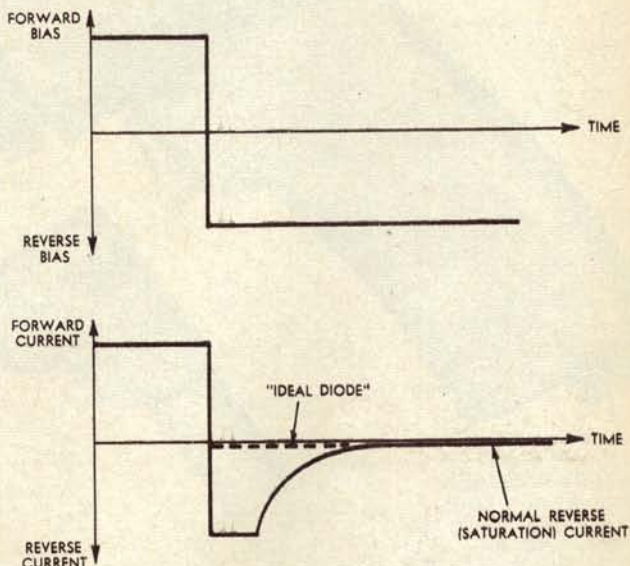 FORWARD
BIAS
TIME
REVERSE
BIAS
FORWARD
CURRENT
"IDEAL DIODE"
TIME
NORMAL REVERSE
(SATURATION) CURRENT
REVERSE
CURRENT